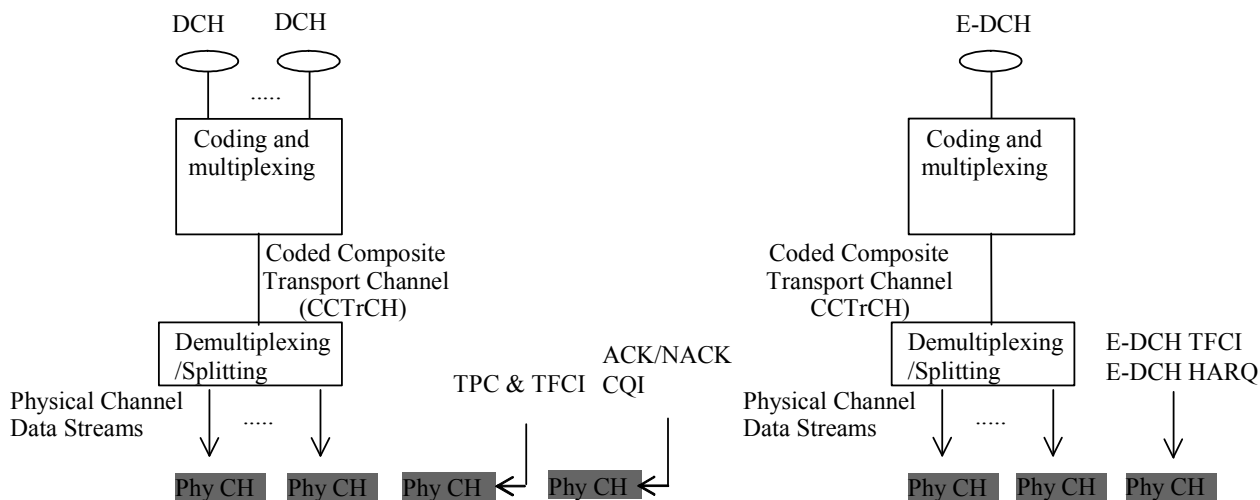 DCH
DCH
.....
Coding and
multiplexing
Coded Composite
Transport Channel
(CCTrCH)
Demultiplexing
/Splitting
Physical Channel
Data Streams
.....
TPC & TFCI
ACK/NACK
CQI
Phy CH
Phy CH
Phy CH
Phy CH
E-DCH
Coding and
multiplexing
Coded Composite
Transport Channel
CCTrCH)
Demultiplexing
/Splitting
E-DCH TFCI
E-DCH HARQ
Physical Channel
Data Streams
.....
Phy CH
Phy CH
Phy CH